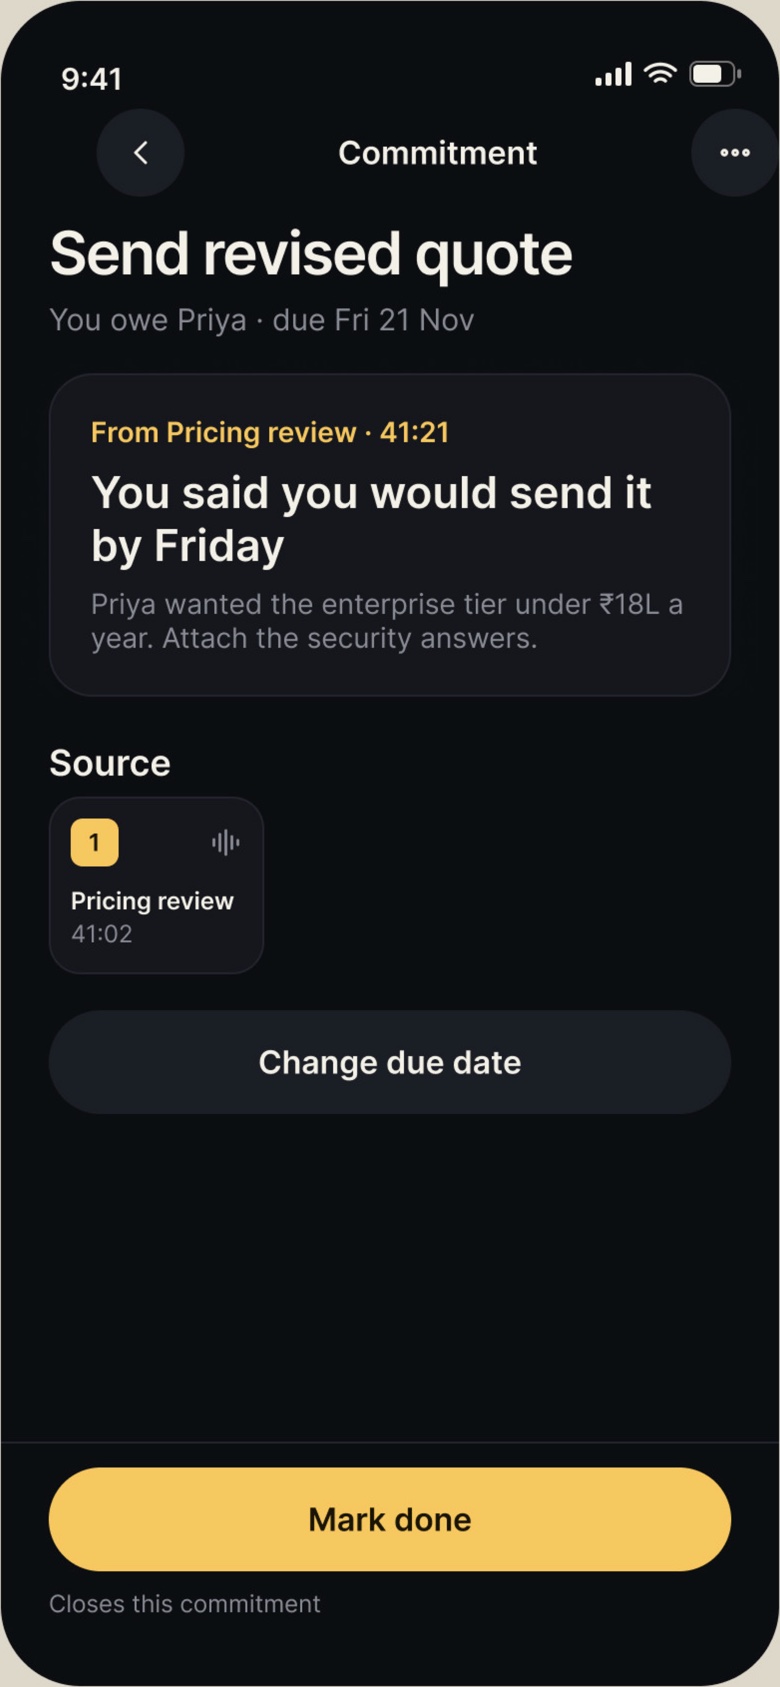 9:41
Commitment
Send revised quote
You owe Priya · due Fri 21 Nov
From Pricing review · 41:21
You said you would send it
by Friday
Priya wanted the enterprise tier under ₹18L a
year. Attach the security answers.
Source
1
Pricing review
41:02
Change due date
Mark done
Closes this commitment